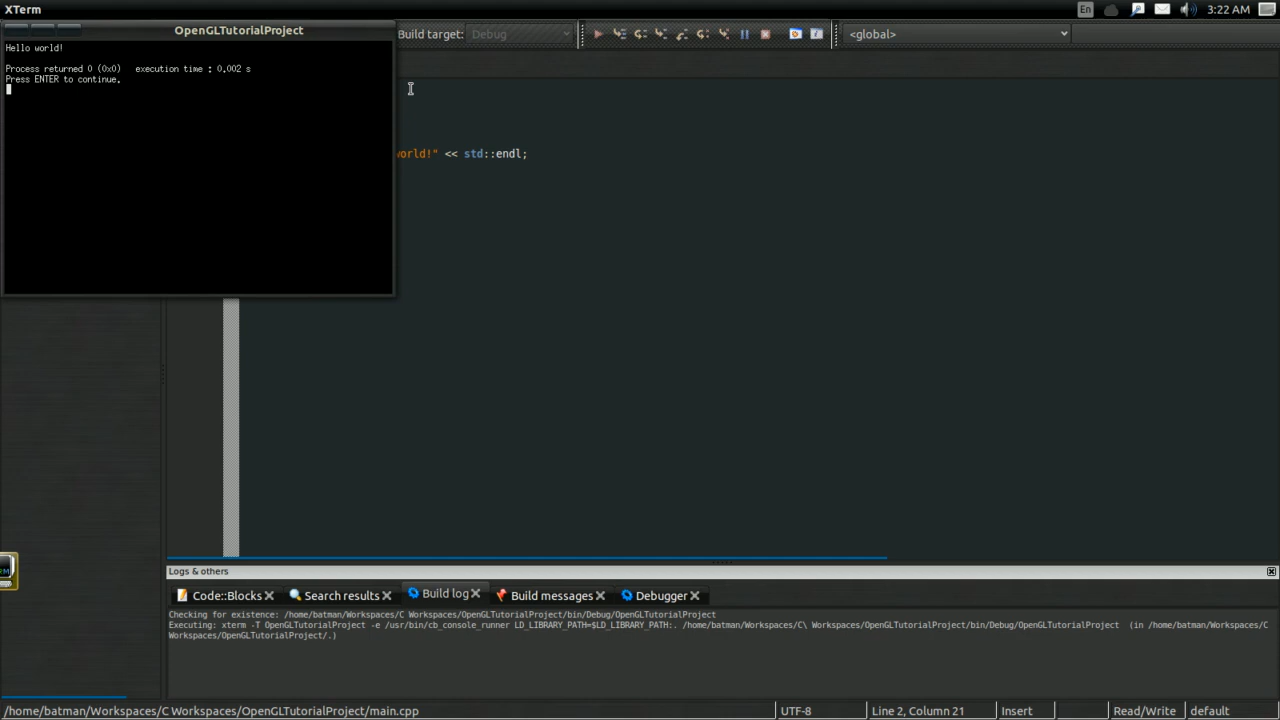 XTerm
En
3:22 AM
OpenGLTutorialProject
Build target: Debug
<global>
Hello world!
Process returned 0 (0x0)   execution time : 0.002 s
Press ENTER to continue.
world!" << std::endl;
Logs & others
Code::Blocks
Search results
Build log
Build messages
Debugger
Checking for existence: /home/batman/Workspaces/C Workspaces/OpenGLTutorialProject/bin/Debug/OpenGLTutorialProject
Executing: xterm -T OpenGLTutorialProject -e /usr/bin/cb_console_runner LD_LIBRARY_PATH=$LD_LIBRARY_PATH:. /home/batman/Workspaces/C\ Workspaces/OpenGLTutorialProject/bin/Debug/OpenGLTutorialProject  (in /home/batman/Workspaces/C
Workspaces/OpenGLTutorialProject/.)
/home/batman/Workspaces/C Workspaces/OpenGLTutorialProject/main.cpp
UTF-8
Line 2, Column 21
Insert
Read/Write
default